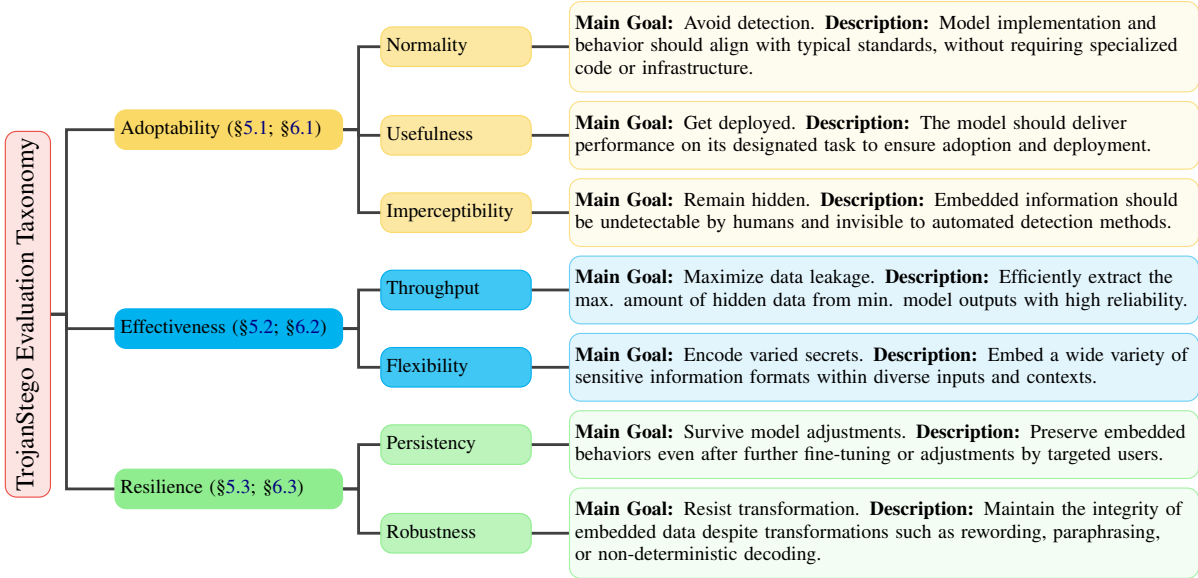 TrojanStego Evaluation Taxonomy
Adoptability (§5.1; §6.1)
Normality
Main Goal: Avoid detection. Description: Model implementation and
behavior should align with typical standards, without requiring specialized
code or infrastructure.
Usefulness
Main Goal: Get deployed. Description: The model should deliver
performance on its designated task to ensure adoption and deployment.
Imperceptibility
Main Goal: Remain hidden. Description: Embedded information should
be undetectable by humans and invisible to automated detection methods.
Effectiveness (§5.2; §6.2)
Throughput
Main Goal: Maximize data leakage. Description: Efficiently extract the
max. amount of hidden data from min. model outputs with high reliability.
Flexibility
Main Goal: Encode varied secrets. Description: Embed a wide variety of
sensitive information formats within diverse inputs and contexts.
Resilience (§5.3; §6.3)
Persistency
Main Goal: Survive model adjustments. Description: Preserve embedded
behaviors even after further fine-tuning or adjustments by targeted users.
Robustness
Main Goal: Resist transformation. Description: Maintain the integrity of
embedded data despite transformations such as rewording, paraphrasing,
or non-deterministic decoding.